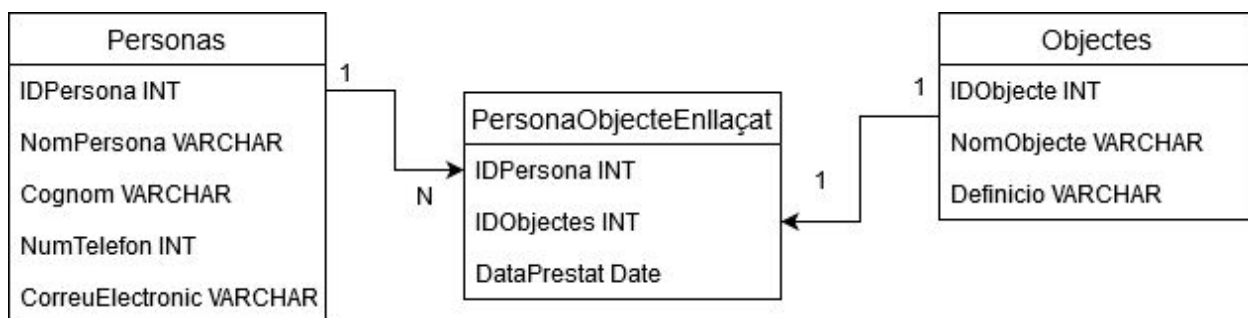 Personas
IDPersona INT
NomPersona VARCHAR
Cognom VARCHAR
NumTelefon INT
CorreuElectronic VARCHAR
1
N
PersonaObjecteEnllaçat
IDPersona INT
IDObjectes INT
DataPrestat Date
1
1
Objectes
IDObjecte INT
NomObjecte VARCHAR
Definicio VARCHAR